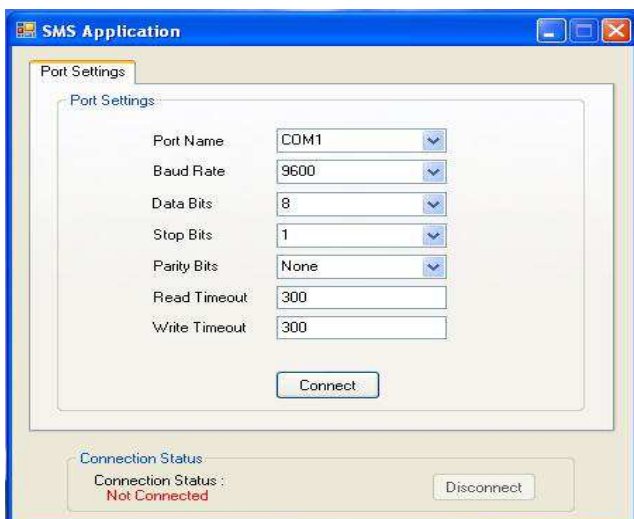 SMS Application
Port Settings
Port Settings
Port Name COM1
Baud Rate 9600
Data Bits 8
Stop Bits 1
Parity Bits None
Read Timeout 300
Write Timeout 300
Connect
Connection Status
Connection Status :
Not Connected
Disconnect